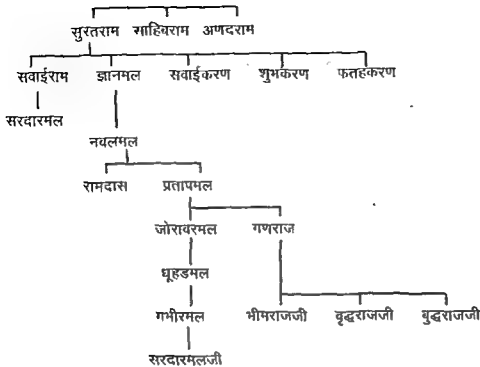 सुरतराम साहिबराम अणदराम
सवाईराम ज्ञानमल सवाईकरण शुभकरण फतहकरण
सरदारमल
नवलमल
रामदास प्रतापमल
जोरावरमल गणराज
धूहडमल
गभीरमल भीमराजजी वृद्धराजजी बुद्धराजजी
सरदारमलजी